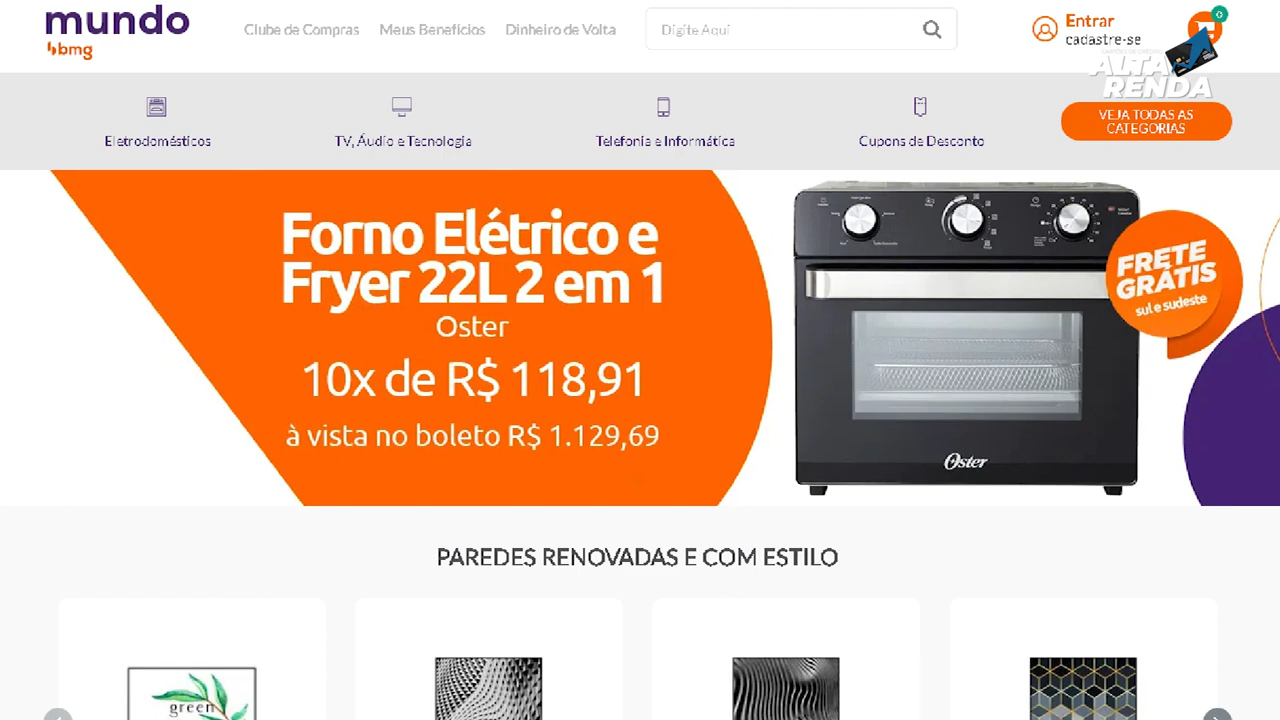 mundo
bmg
Clube de Compras
Meus Benefícios
Dinheiro de Volta
Digite Aqui
Entrar
cadastre-se
0
ALTA
RENDA
Eletrodomésticos
TV, Áudio e Tecnologia
Telefonia e Informática
Cupons de Desconto
VEJA TODAS AS
CATEGORIAS
Forno Elétrico e
Fryer 22L 2 em 1
Oster
10x de R$ 118,91
à vista no boleto R$ 1.129,69
FRETE
GRÁTIS
sul e sudeste
Oster
PAREDES RENOVADAS E COM ESTILO
green